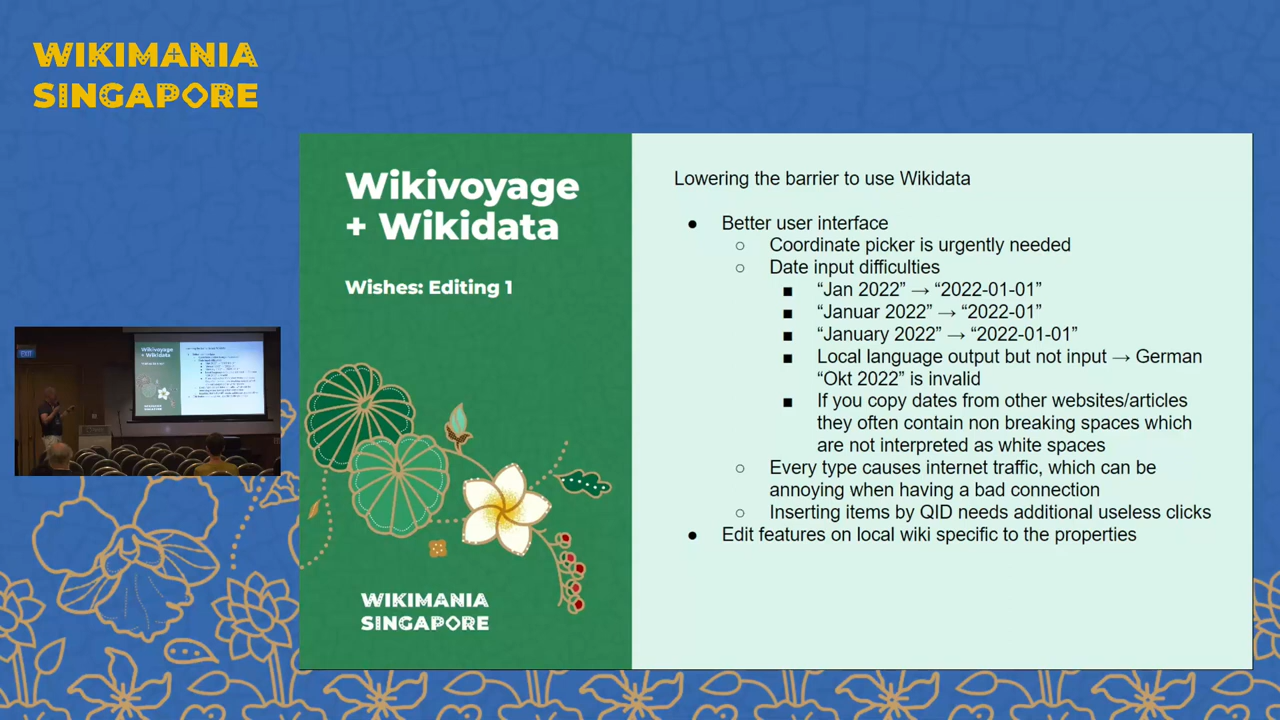 WIKIMANIA
SINGAPORE
Wikivoyage
+ Wikidata
Wishes: Editing 1
WIKIMANIA
SINGAPORE
Lowering the barrier to use Wikidata
● Better user interface
○ Coordinate picker is urgently needed
○ Date input difficulties
■ “Jan 2022” → “2022-01-01”
■ “Januar 2022” → “2022-01”
■ “January 2022” → “2022-01-01”
■ Local language output but not input → German
“Okt 2022” is invalid
■ If you copy dates from other websites/articles
they often contain non breaking spaces which
are not interpreted as white spaces
○ Every type causes internet traffic, which can be
annoying when having a bad connection
○ Inserting items by QID needs additional useless clicks
● Edit features on local wiki specific to the properties
EXIT
Wikivoyage
+ Wikidata
WIKIMANIA
SINGAPORE